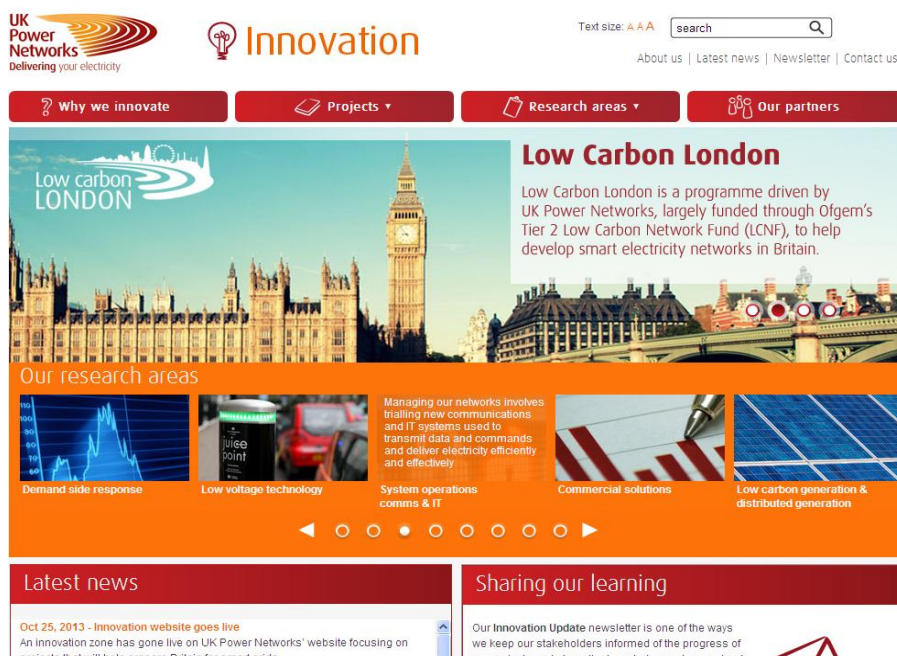 UK
Power
Networks
Delivering your electricity
Innovation
Text size: A A A
search
About us | Latest news | Newsletter | Contact us
Why we innovate
Projects
Research areas
Our partners
Low carbon
LONDON
Low Carbon London
Low Carbon London is a programme driven by
UK Power Networks, largely funded through Ofgem's
Tier 2 Low Carbon Network Fund (LCNF), to help
develop smart electricity networks in Britain.
Our research areas
110
100
90
80
70
60
juice
point
Managing our networks involves
trialling new communications
and IT systems used to
transmit data and commands
and deliver electricity efficiently
and effectively
Demand side response
Low voltage technology
System operations
comms & IT
Commercial solutions
Low carbon generation &
distributed generation
Latest news
Oct 25, 2013 - Innovation website goes live
An innovation zone has gone live on UK Power Networks' website focusing on
Sharing our learning
Our Innovation Update newsletter is one of the ways
we keep our stakeholders informed of the progress of